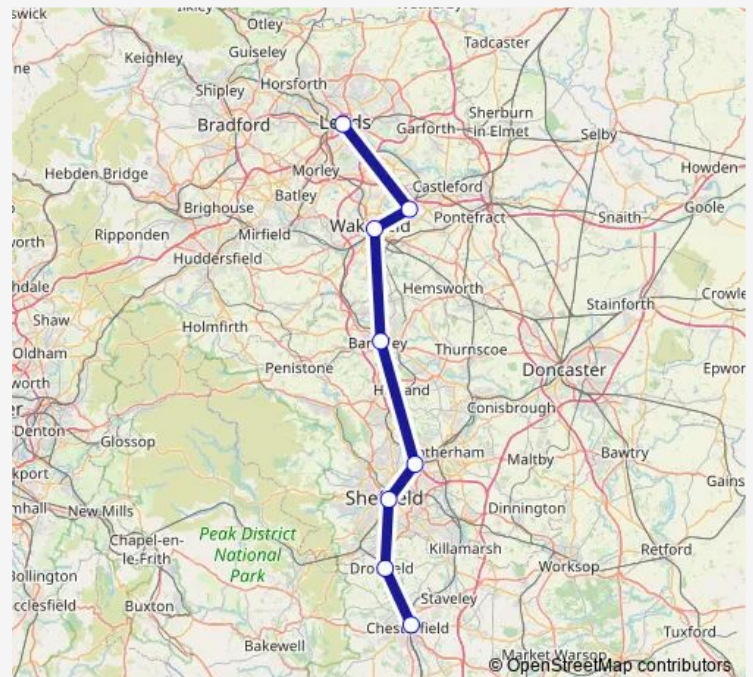 Otley
Guiseley
Tadcaster
Keighley
Horsforth
Shipley
Bradford
Leeds
Garforth
Sherburn
in Elmet
Selby
Howden
Hebden Bridge
Morley
Batley
Castleford
Brighouse
Pontefract
Snaith
Goole
Ripponden
Mirfield
Huddersfield
Hemsworth
Stainforth
Crowle
Shaw
Holmfirth
Oldham
Penistone
Thurnscoe
Doncaster
Epwor
Conisbrough
Denton
Glossop
otherham
Maltby
Bawtry
Gains
New Mills
Dinnington
Chapel-en-
le-Frith
Peak District
National
Park
Killamarsh
Retford
Worksop
Bollington
Buxton
Staveley
Tuxford
Bakewell
Market Warsop
© OpenStreetMap contributors